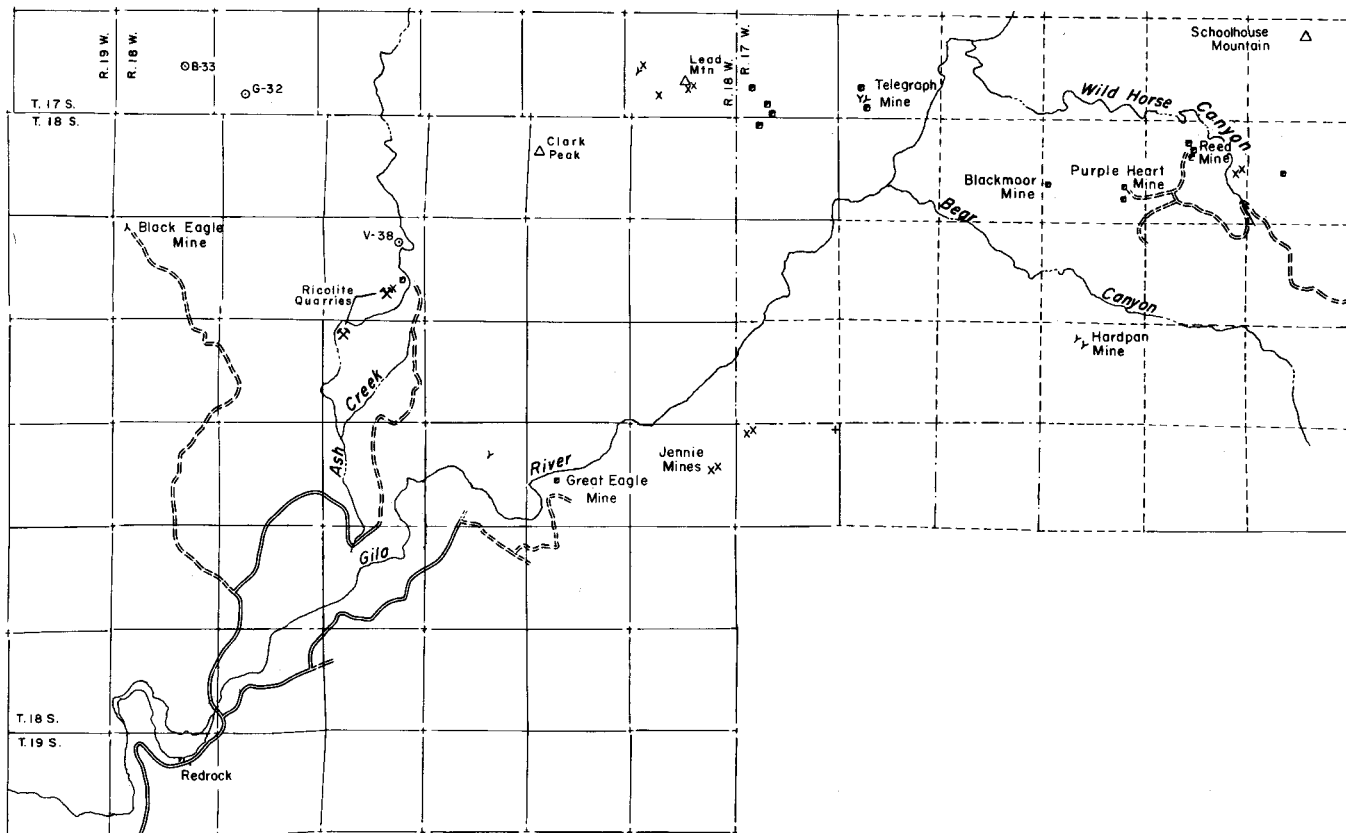 R. 19 W.
R. 18 W.
B-33
G-32
T. 17 S.
T. 18 S.
Lead
Mtn
R. 18 W.
R. 17 W.
Telegraph
Mine
Schoolhouse
Mountain
Wild Horse
Canyon
Clark
Peak
Reed
Mine
Purple Heart
Mine
Blackmoor
Mine
Bear
Canyon
Black Eagle
Mine
V-38
Ricolite
Quarries
Hardpan
Mine
Ash
Creek
Jennie
Mines
River
Great Eagle
Mine
Gila
T. 18 S.
T. 19 S.
Redrock